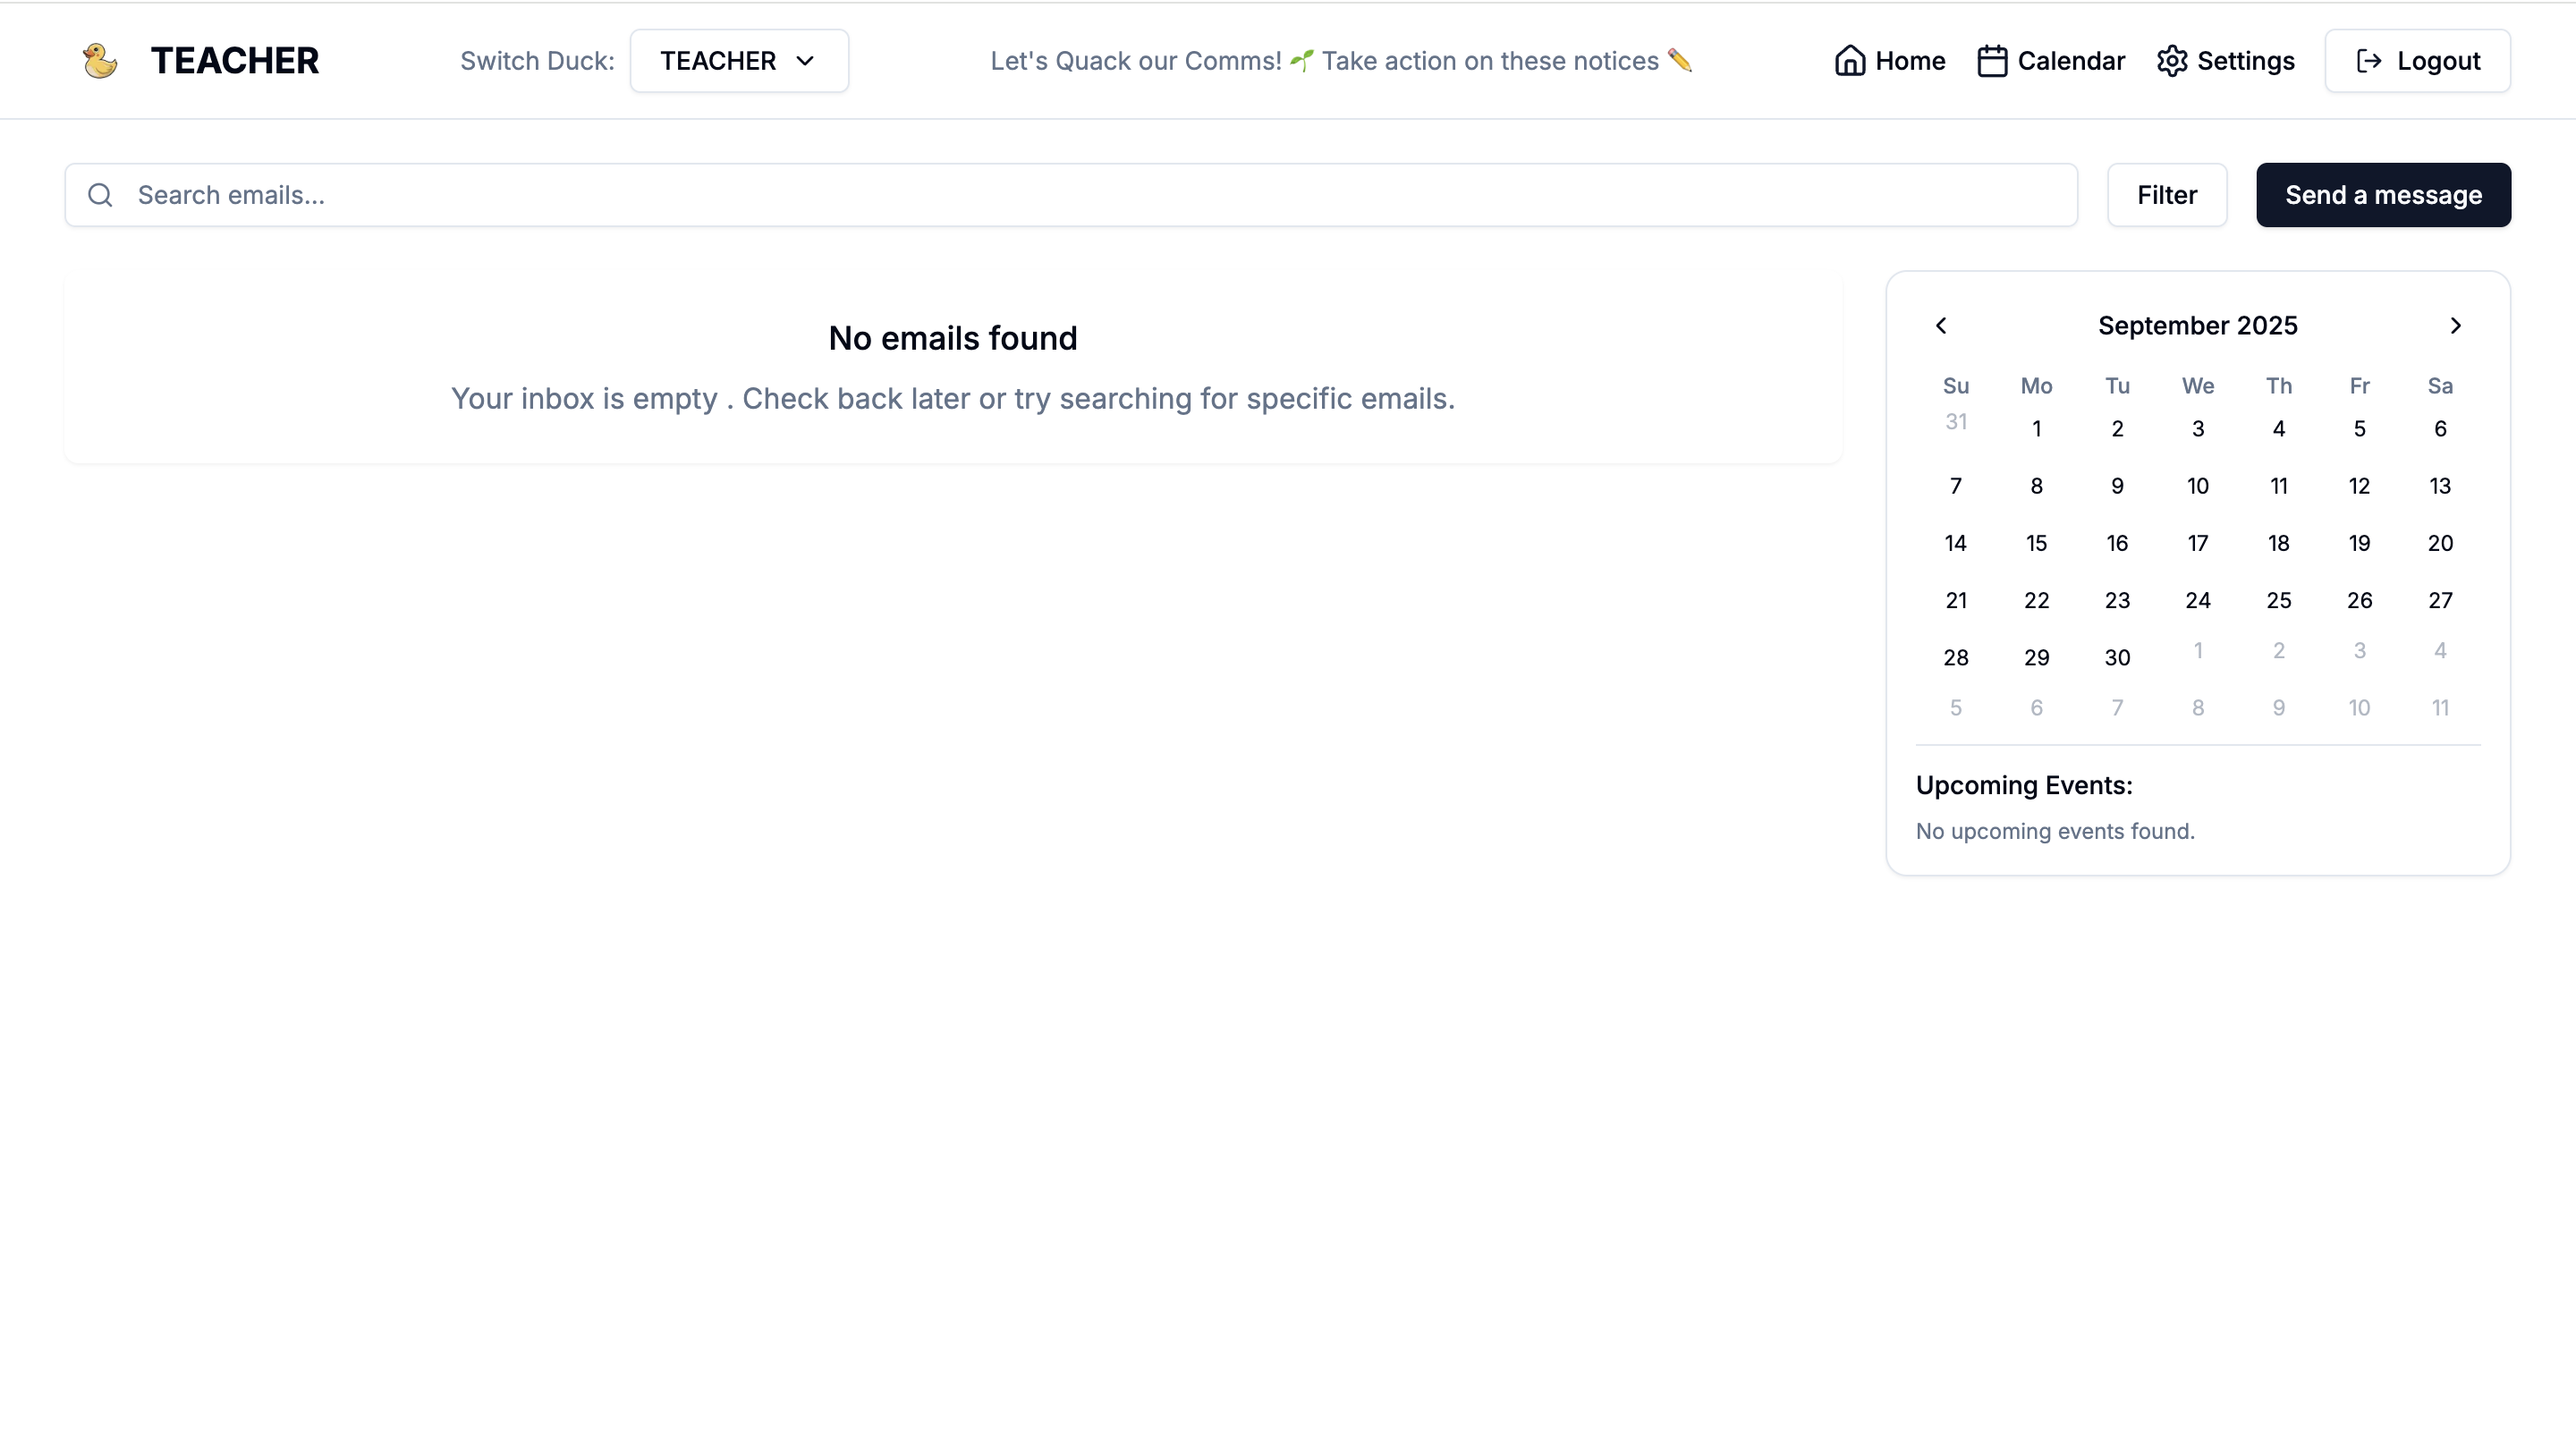 TEACHER
Switch Duck:
TEACHER
Let's Quack our Comms! 🌱 Take action on these notices ✏️
Home
Calendar
Settings
Logout
Search emails...
Filter
Send a message
No emails found
Your inbox is empty . Check back later or try searching for specific emails.
September 2025
Su Mo Tu We Th Fr Sa
31 1 2 3 4 5 6
7 8 9 10 11 12 13
14 15 16 17 18 19 20
21 22 23 24 25 26 27
28 29 30 1 2 3 4
5 6 7 8 9 10 11
Upcoming Events:
No upcoming events found.